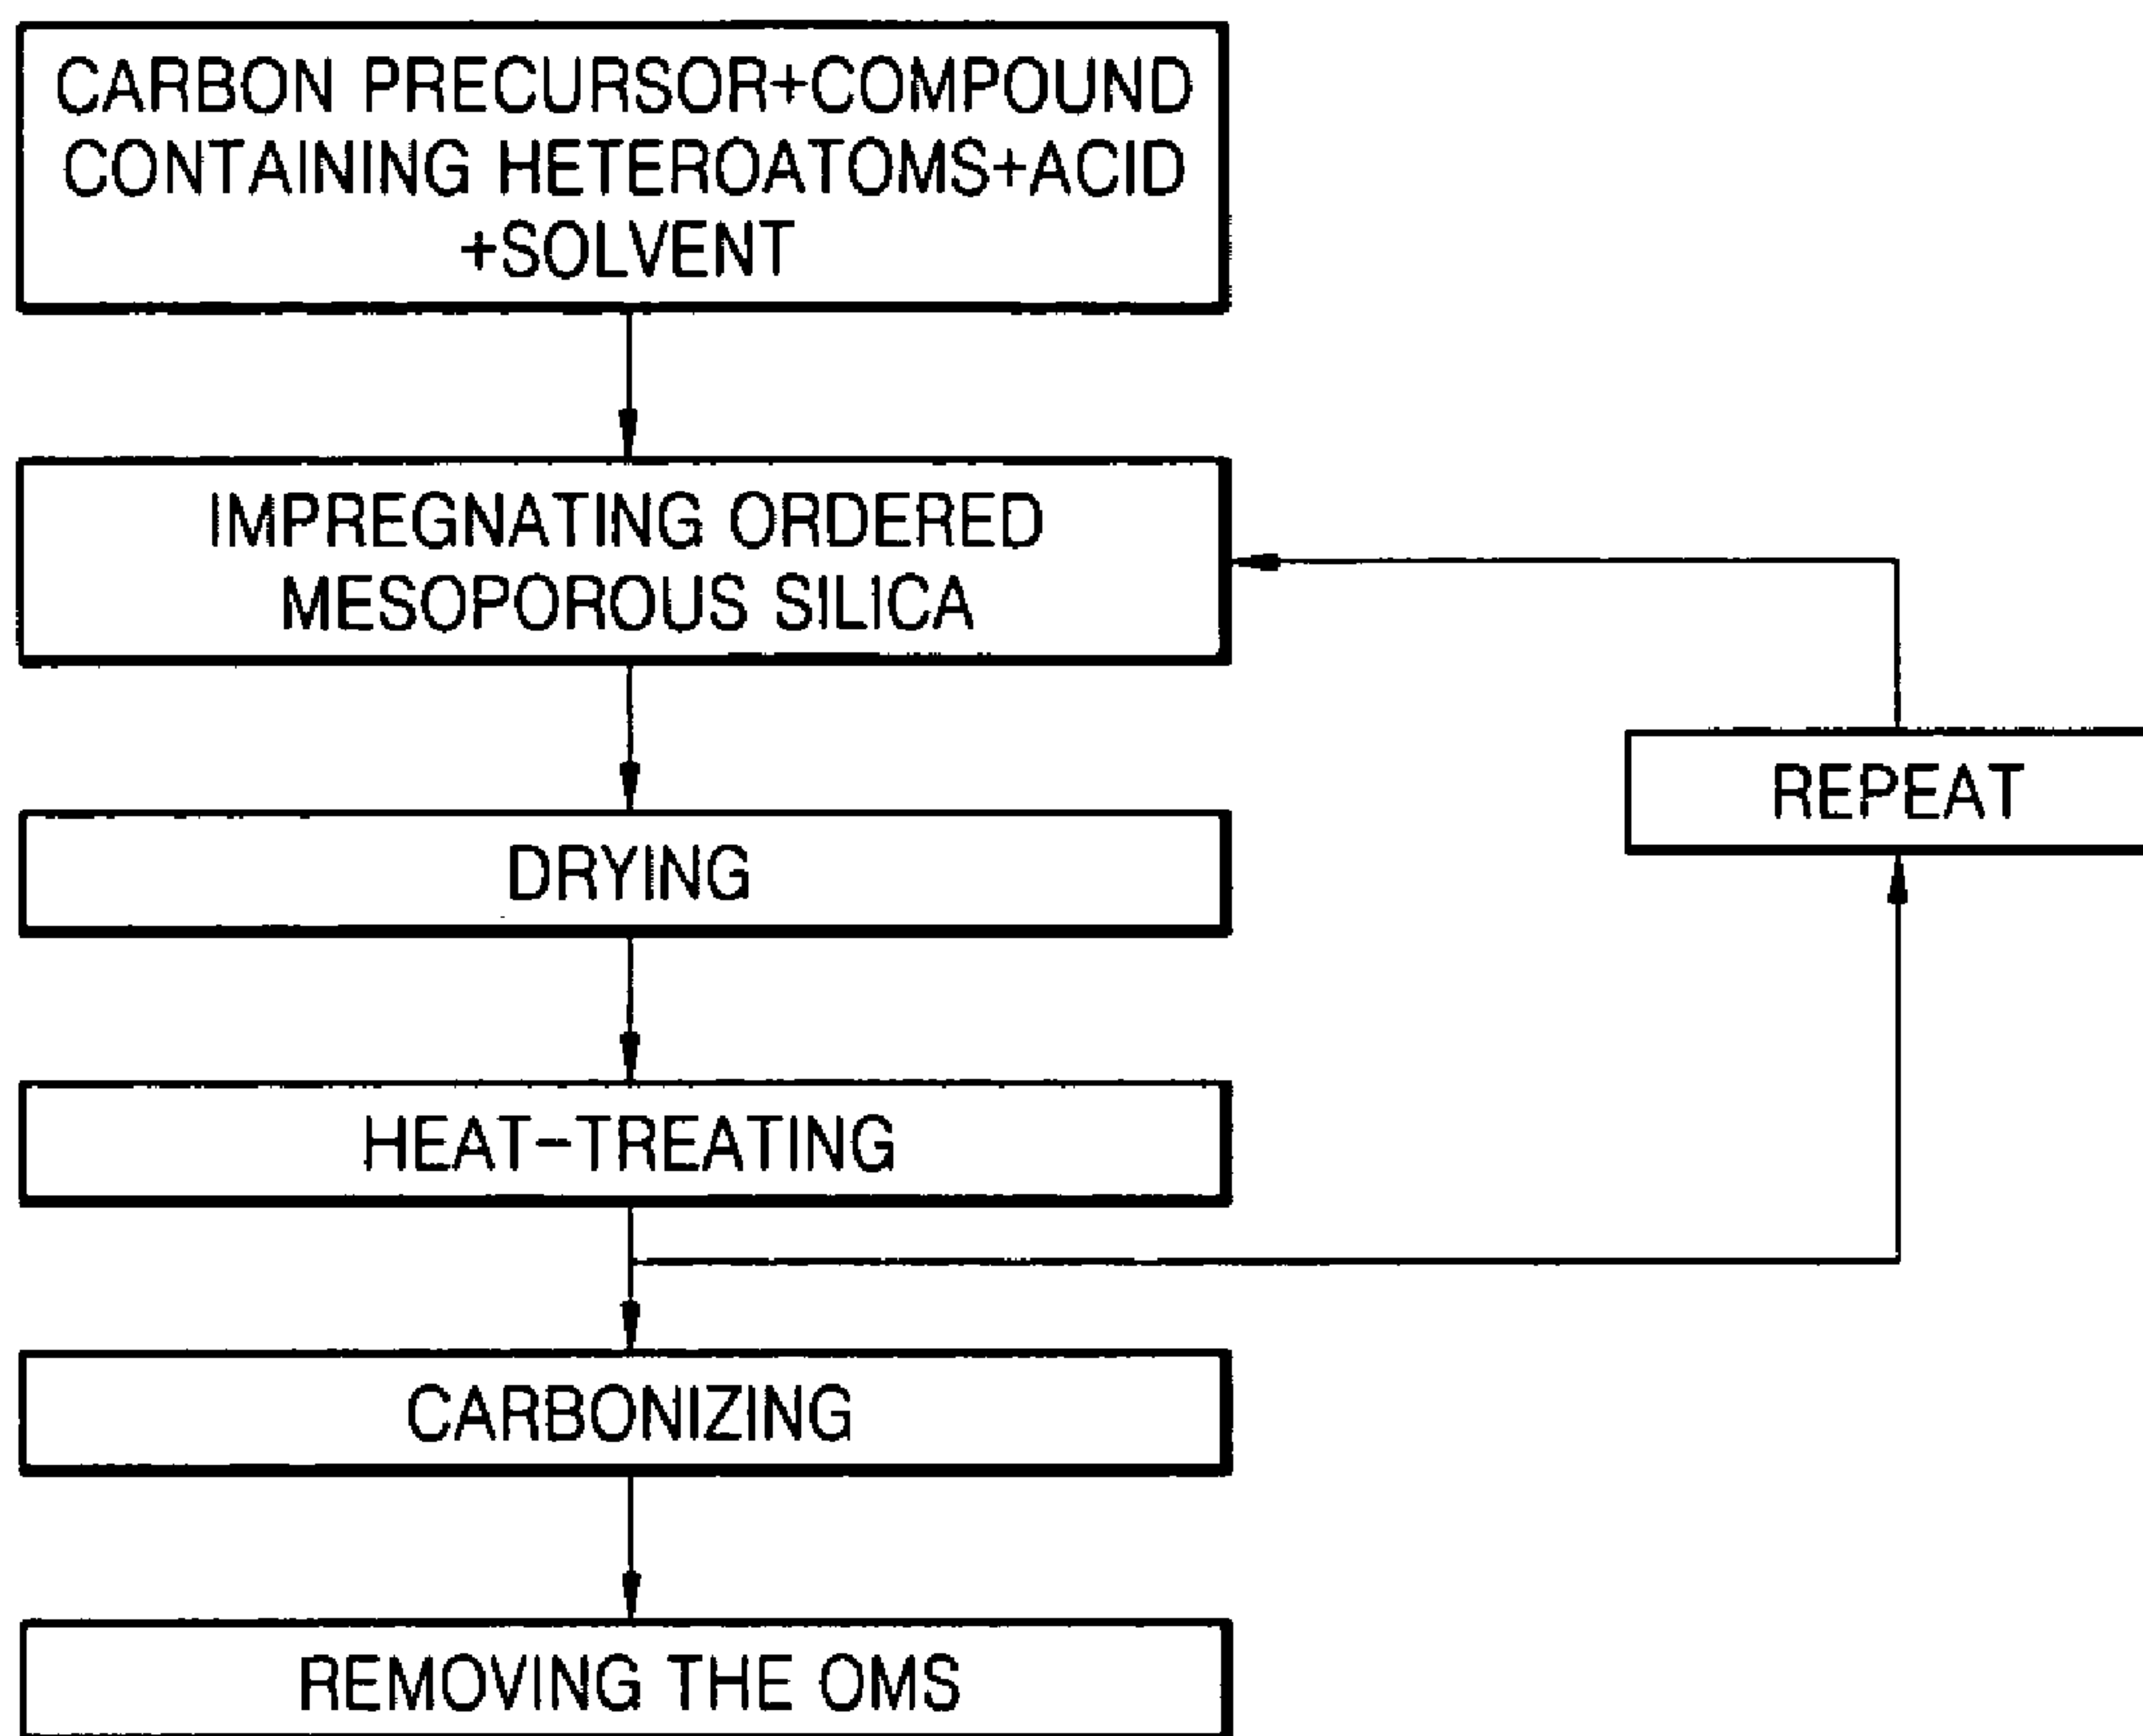 CARBON PRECURSOR+COMPOUND
CONTAINING HETEROATOMS+ACID
+SOLVENT
IMPREGNATING ORDERED
MESOPOROUS SILICA
REPEAT
DRYING
HEAT-TREATING
CARBONIZING
REMOVING THE OMS